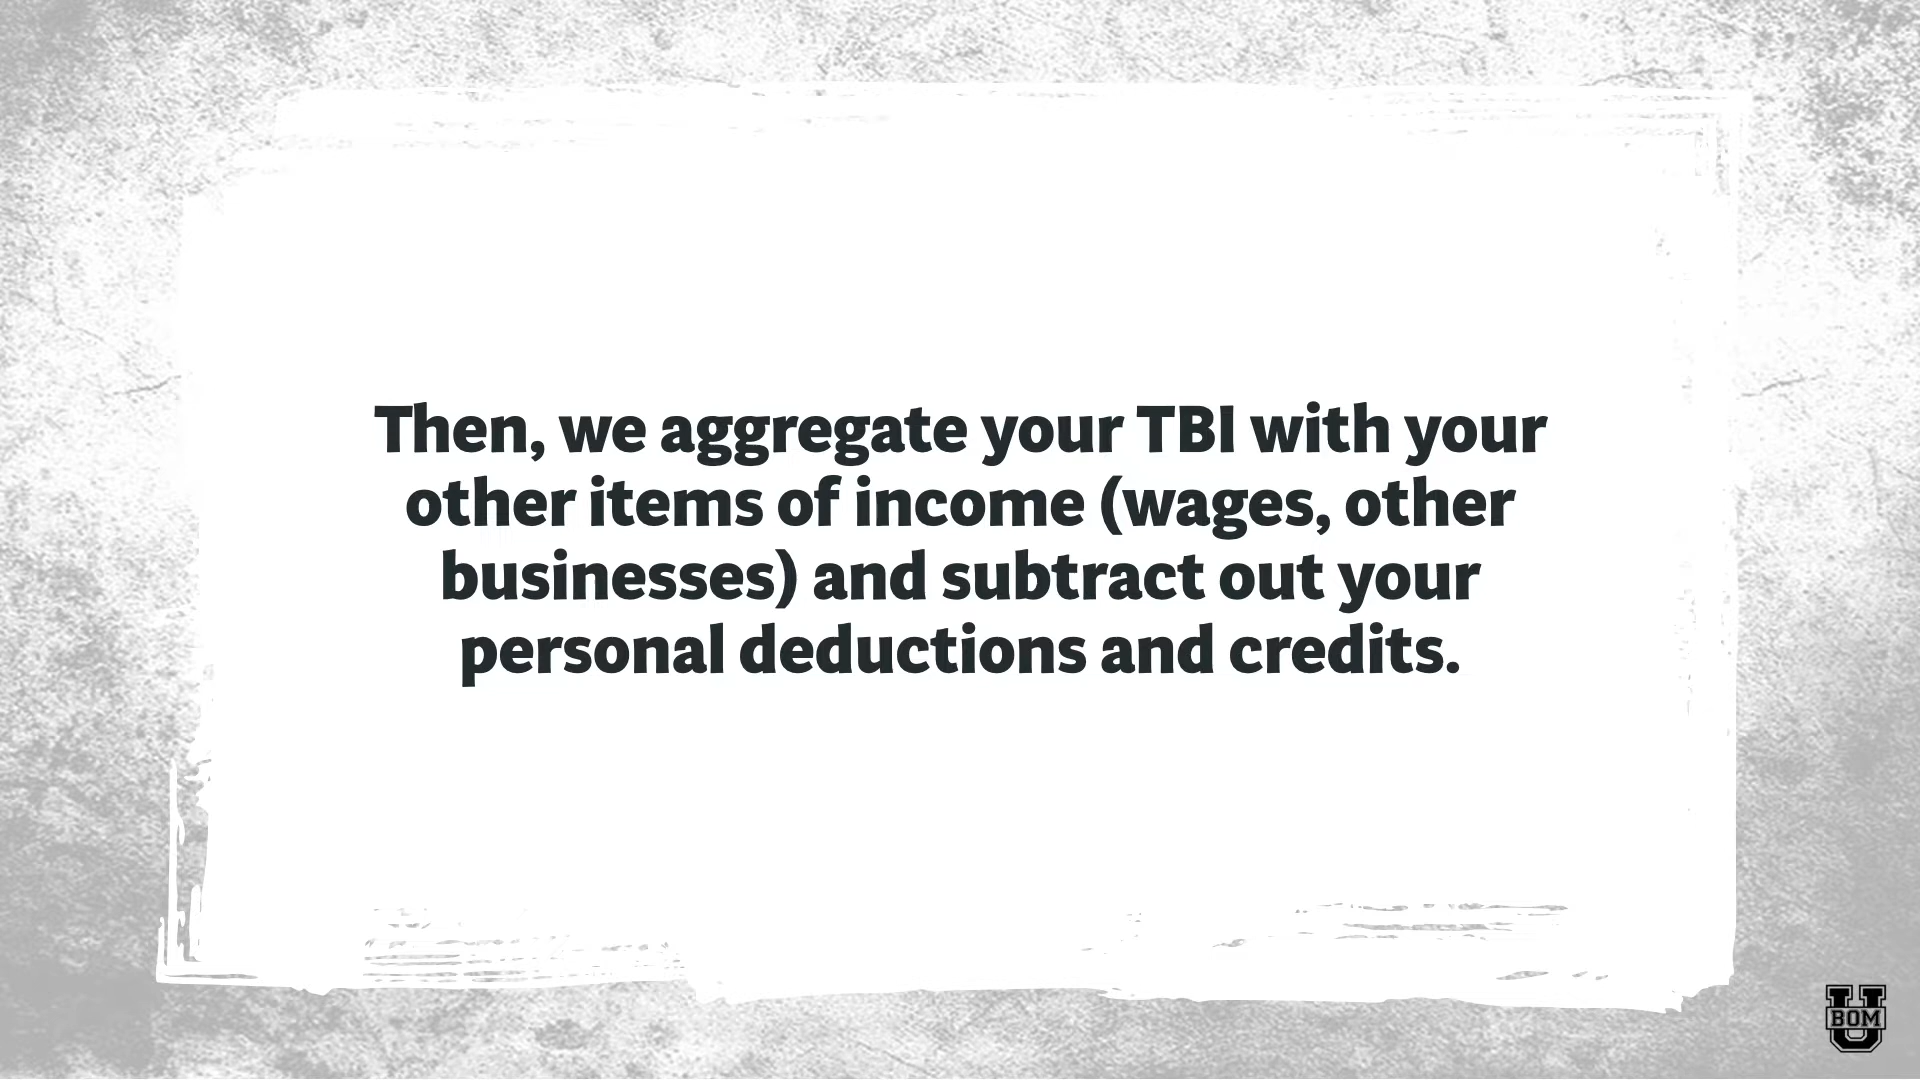 Then, we aggregate your TBI with your
other items of income (wages, other
businesses) and subtract out your
personal deductions and credits.
U
BOM